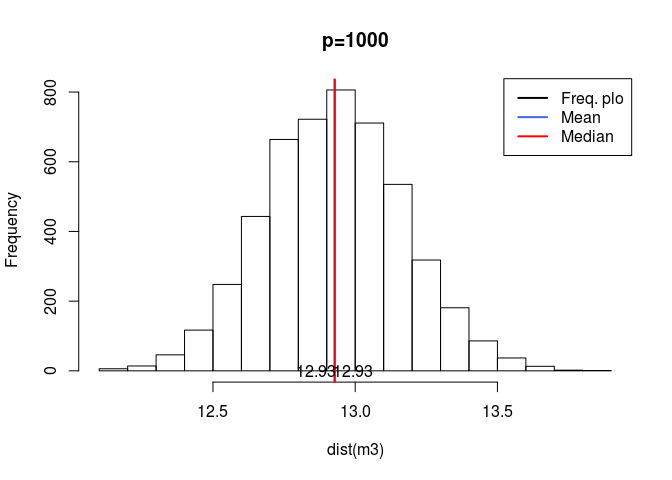 p=1000
Freq. plo
Mean
Median
Frequency
800
600
400
200
0
12.93 12.93
12.5 13.0 13.5
dist(m3)